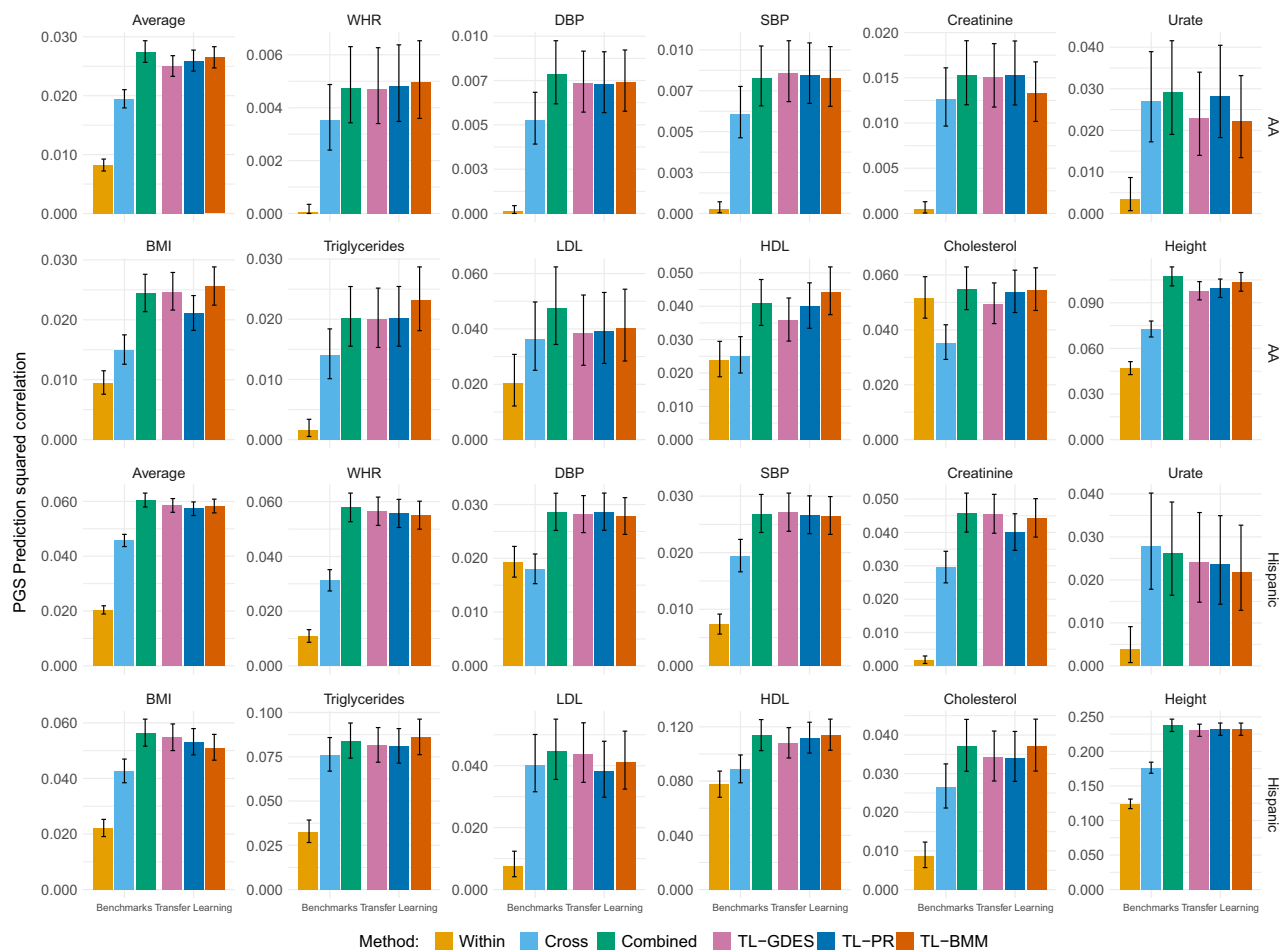 Average WHR DBP SBP Creatinine Urate
0.030 0.006 0.010 0.010 0.020 0.040
0.020 0.004 0.007 0.007 0.015 0.030
0.010 0.002 0.005 0.005 0.010 0.020
0.000 0.000 0.003 0.003 0.005 0.010
0.000 0.000 0.000 0.000
AA
BMI Triglycerides LDL HDL Cholesterol Height
0.030 0.030 0.060 0.050 0.060 0.090
0.020 0.020 0.040 0.040 0.040 0.060
0.010 0.010 0.020 0.030 0.020 0.030
0.000 0.000 0.000 0.020 0.000 0.000
0.010
0.000
AA
PGS Prediction squared correlation
Average WHR DBP SBP Creatinine Urate
0.060 0.060 0.030 0.030 0.050 0.040
0.040 0.040 0.020 0.020 0.040 0.030
0.020 0.020 0.010 0.010 0.030 0.020
0.000 0.000 0.000 0.000 0.020 0.010
0.010 0.000
0.000
Hispanic
BMI Triglycerides LDL HDL Cholesterol Height
0.060 0.100 0.040 0.120 0.040 0.250
0.040 0.075 0.020 0.080 0.030 0.200
0.020 0.050 0.000 0.040 0.020 0.150
0.000 0.025 0.000 0.010 0.100
0.000 0.000 0.050
0.000
Hispanic
Benchmarks Transfer Learning Benchmarks Transfer Learning Benchmarks Transfer Learning Benchmarks Transfer Learning Benchmarks Transfer Learning Benchmarks Transfer Learning
Method: Within Cross Combined TL−GDES TL−PR TL−BMM